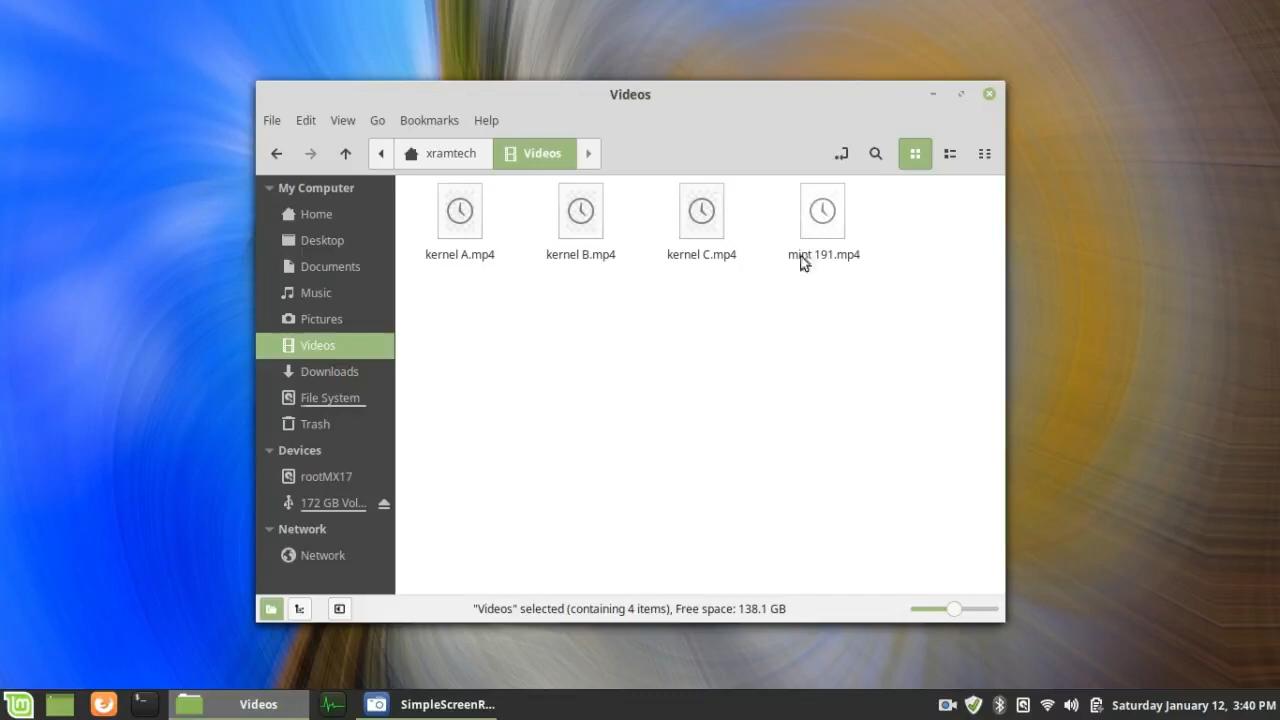 Videos
File Edit View Go Bookmarks Help
xramtech Videos
My Computer
Home
Desktop
Documents
Music
Pictures
Videos
Downloads
File System
Trash
Devices
rootMX17
172 GB Vol...
Network
Network
kernel A.mp4 kernel B.mp4 kernel C.mp4 mint 191.mp4
"Videos" selected (containing 4 items), Free space: 138.1 GB
Videos SimpleScreenR... Saturday January 12, 3:40 PM